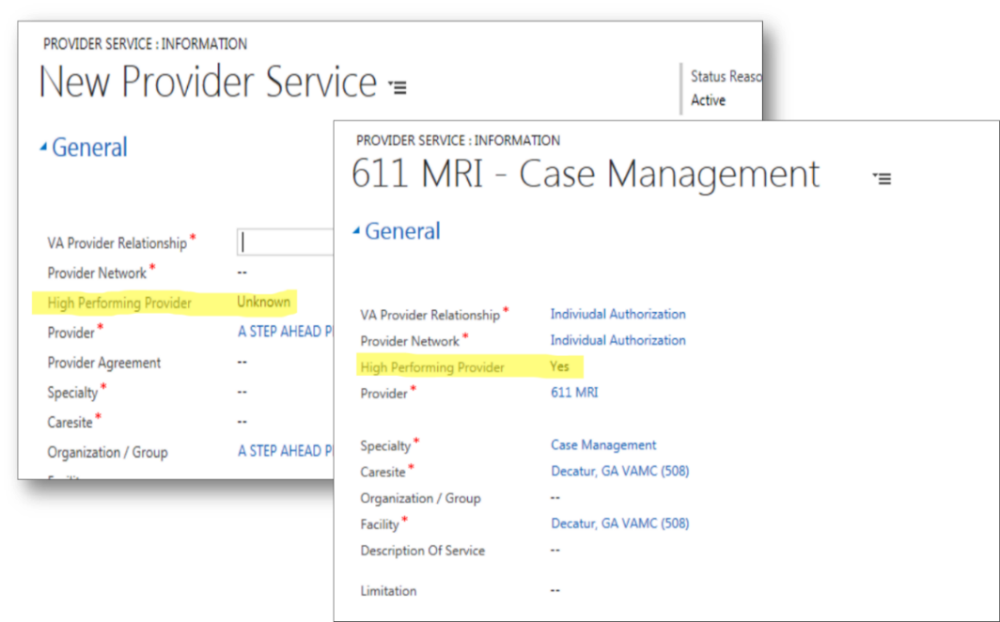 PROVIDER SERVICE : INFORMATION
New Provider Service
Status Reaso
Active
General
VA Provider Relationship *
Provider Network * --
High Performing Provider Unknown
Provider * A STEP AHEAD P
Provider Agreement --
Specialty * --
Caresite * --
Organization / Group A STEP AHEAD P
PROVIDER SERVICE : INFORMATION
611 MRI - Case Management
General
VA Provider Relationship * Indiviudal Authorization
Provider Network * Individual Authorization
High Performing Provider Yes
Provider * 611 MRI
Specialty * Case Management
Caresite * Decatur, GA VAMC (508)
Organization / Group --
Facility * Decatur, GA VAMC (508)
Description Of Service --
Limitation --